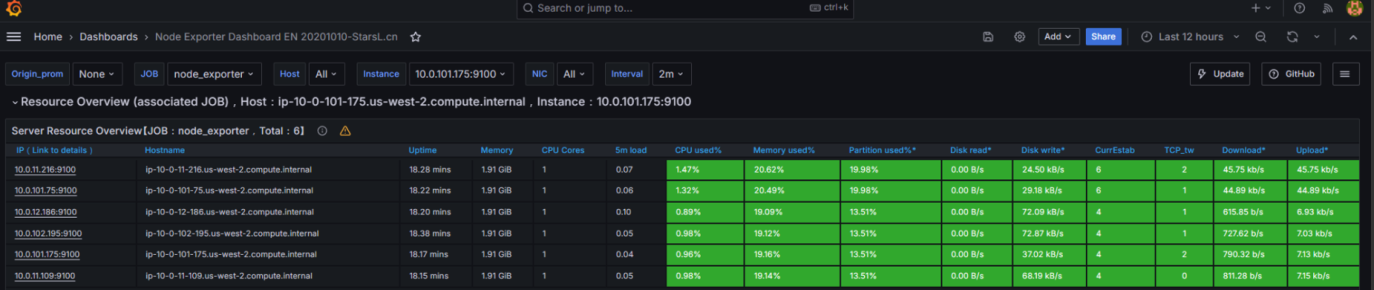 Search or jump to... ctrl+k
Home > Dashboards > Node Exporter Dashboard EN 20201010-StarsL.cn Add Share Last 12 hours
Origin_prom None JOB node_exporter Host All Instance 10.0.101.175:9100 NIC All Interval 2m Update GitHub
Resource Overview (associated JOB) , Host : ip-10-0-101-175.us-west-2.compute.internal , Instance : 10.0.101.175:9100
Server Resource Overview【JOB : node_exporter , Total : 6】
IP ( Link to details ) Hostname Uptime Memory CPU Cores 5m load CPU used% Memory used% Partition used%* Disk read* Disk write* CurrEstab TCP_tw Download* Upload*
10.0.11.216:9100 ip-10-0-11-216.us-west-2.compute.internal 18.28 mins 1.91 GiB 1 0.07 1.47% 20.62% 19.98% 0.00 B/s 24.50 kB/s 6 2 45.75 kb/s 45.75 kb/s
10.0.101.75:9100 ip-10-0-101-75.us-west-2.compute.internal 18.22 mins 1.91 GiB 1 0.06 1.32% 20.49% 19.98% 0.00 B/s 29.18 kB/s 6 1 44.89 kb/s 44.89 kb/s
10.0.12.186:9100 ip-10-0-12-186.us-west-2.compute.internal 18.20 mins 1.91 GiB 1 0.10 0.89% 19.09% 13.51% 0.00 B/s 72.09 kB/s 4 1 615.85 b/s 6.93 kb/s
10.0.102.195:9100 ip-10-0-102-195.us-west-2.compute.internal 18.38 mins 1.91 GiB 1 0.05 0.98% 19.12% 13.51% 0.00 B/s 72.87 kB/s 4 1 727.62 b/s 7.03 kb/s
10.0.101.175:9100 ip-10-0-101-175.us-west-2.compute.internal 18.17 mins 1.91 GiB 1 0.04 0.96% 19.16% 13.51% 0.00 B/s 37.02 kB/s 4 2 790.32 b/s 7.13 kb/s
10.0.11.109:9100 ip-10-0-11-109.us-west-2.compute.internal 18.15 mins 1.91 GiB 1 0.05 0.98% 19.14% 13.51% 0.00 B/s 68.19 kB/s 4 0 811.28 b/s 7.15 kb/s